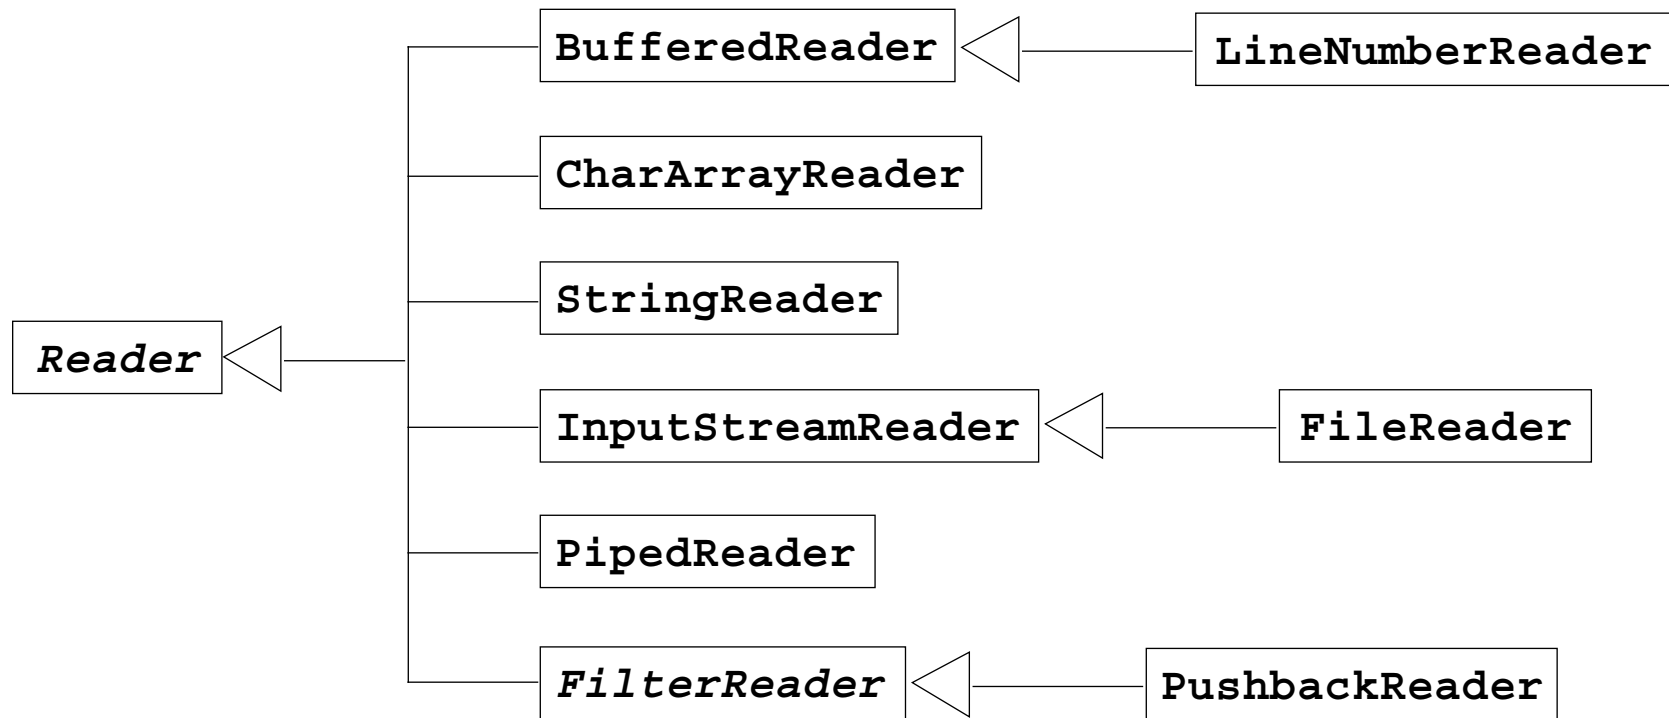 BufferedReader
LineNumberReader
CharArrayReader
StringReader
Reader
InputStreamReader
FileReader
PipedReader
FilterReader
PushbackReader